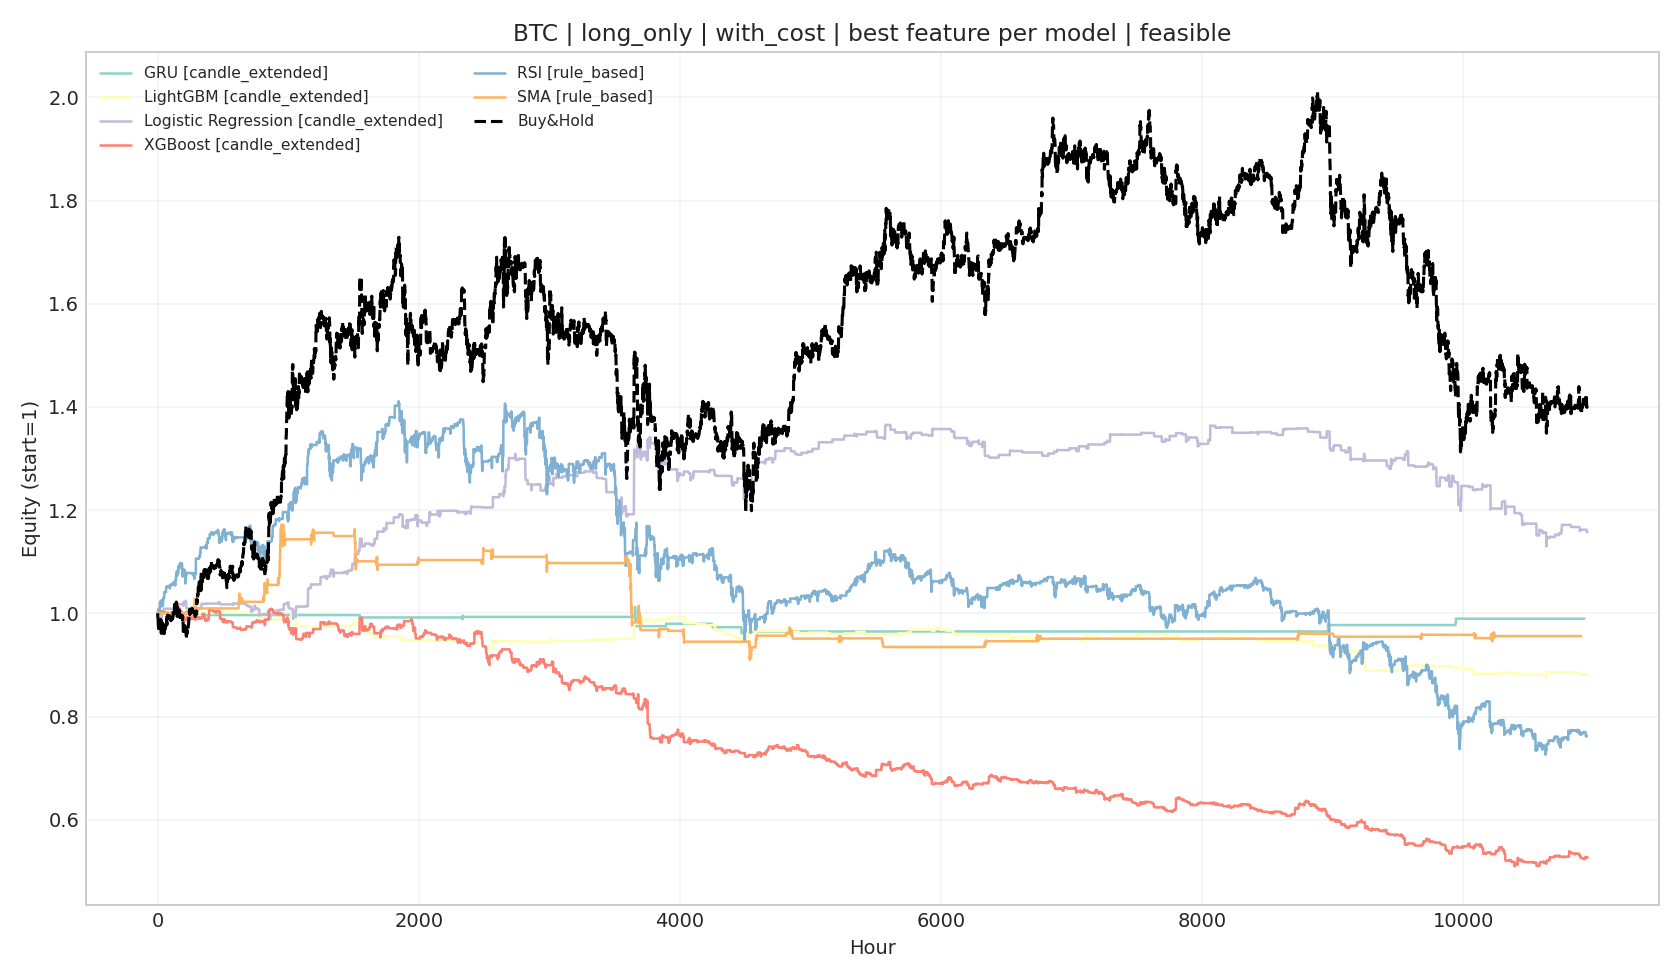 BTC | long_only | with_cost | best feature per model | feasible
GRU [candle_extended]
LightGBM [candle_extended]
Logistic Regression [candle_extended]
XGBoost [candle_extended]
RSI [rule_based]
SMA [rule_based]
Buy&Hold
Equity (start=1)
2.0
1.8
1.6
1.4
1.2
1.0
0.8
0.6
0
2000
4000
6000
8000
10000
Hour